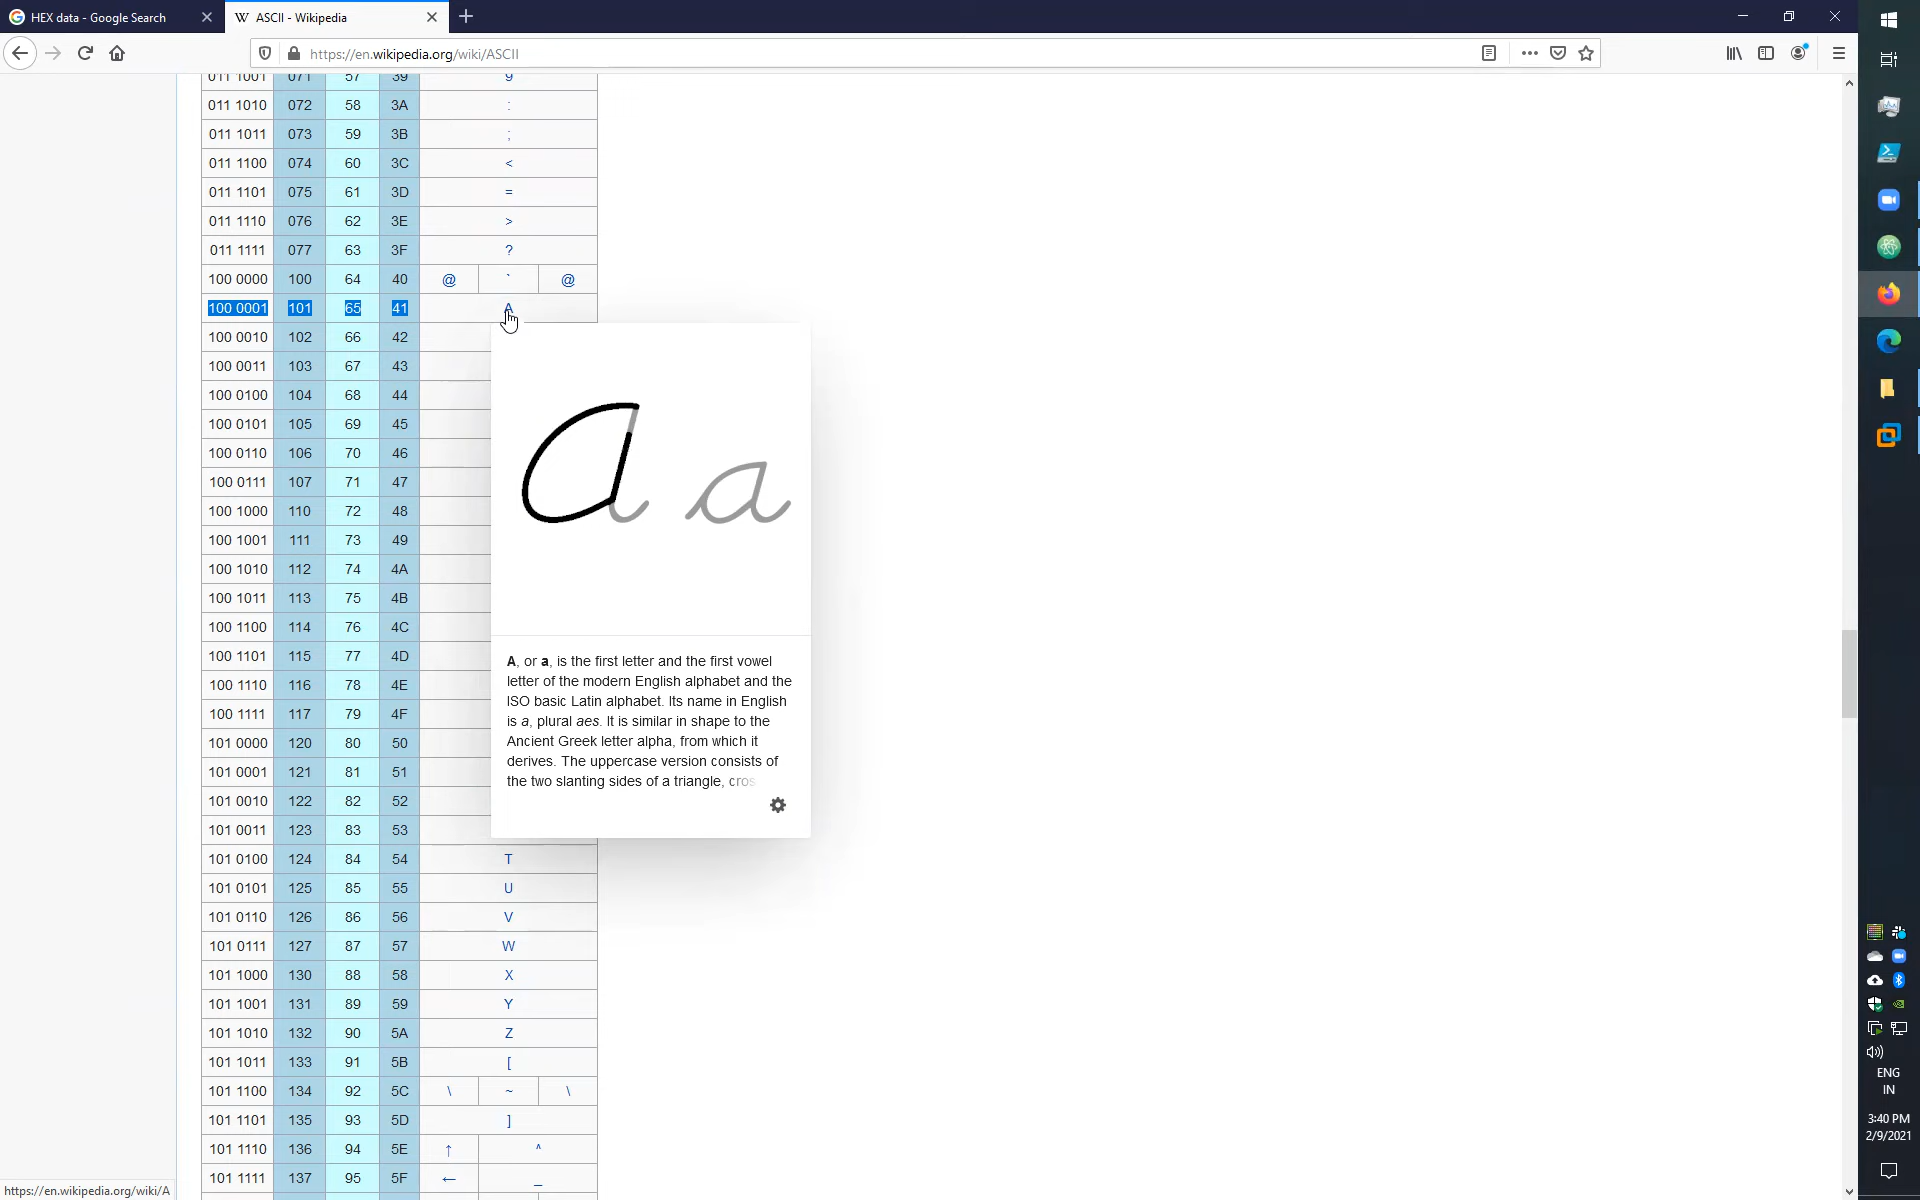 HEX data - Google Search
W ASCII - Wikipedia
https://en.wikipedia.org/wiki/ASCII
011 1001 071 57 39 9
011 1010 072 58 3A :
011 1011 073 59 3B ;
011 1100 074 60 3C <
011 1101 075 61 3D =
011 1110 076 62 3E >
011 1111 077 63 3F ?
100 0000 100 64 40 @ ` @
100 0001 101 65 41 A
100 0010 102 66 42
100 0011 103 67 43
100 0100 104 68 44
100 0101 105 69 45
100 0110 106 70 46
100 0111 107 71 47
100 1000 110 72 48
100 1001 111 73 49
100 1010 112 74 4A
100 1011 113 75 4B
100 1100 114 76 4C
100 1101 115 77 4D
100 1110 116 78 4E
100 1111 117 79 4F
101 0000 120 80 50
101 0001 121 81 51
101 0010 122 82 52
101 0011 123 83 53
101 0100 124 84 54 T
101 0101 125 85 55 U
101 0110 126 86 56 V
101 0111 127 87 57 W
101 1000 130 88 58 X
101 1001 131 89 59 Y
101 1010 132 90 5A Z
101 1011 133 91 5B [
101 1100 134 92 5C \ ~ \
101 1101 135 93 5D ]
101 1110 136 94 5E ↑ ^
101 1111 137 95 5F ← _
a a
A, or a, is the first letter and the first vowel
letter of the modern English alphabet and the
ISO basic Latin alphabet. Its name in English
is a, plural aes. It is similar in shape to the
Ancient Greek letter alpha, from which it
derives. The uppercase version consists of
the two slanting sides of a triangle, cros
https://en.wikipedia.org/wiki/A
ENG
IN
3:40 PM
2/9/2021